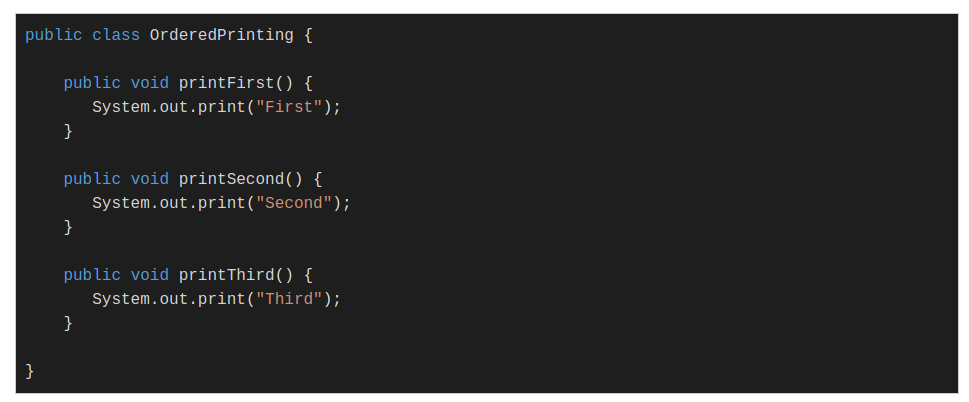 public class OrderedPrinting {
public void printFirst() {
System.out.print("First");
}
public void printSecond() {
System.out.print("Second");
}
public void printThird() {
System.out.print("Third");
}
}